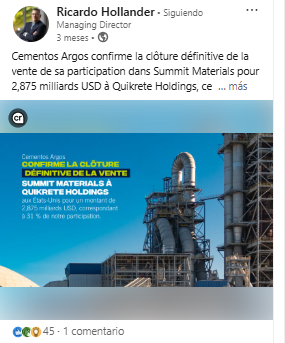 Ricardo Hollander • Siguiendo
Managing Director
3 meses •
Cementos Argos confirme la clôture définitive de la
vente de sa participation dans Summit Materials pour
2,875 milliards USD à Quikrete Holdings, ce ... más
cr
Cementos Argos
CONFIRME LA CLÔTURE
DÉFINITIVE DE LA VENTE
SUMMIT MATERIALS À
QUIKRETE HOLDINGS
aux États-Unis pour un montant de
2,875 milliards USD, correspondant
à 31 % de notre participation.
45 · 1 comentario